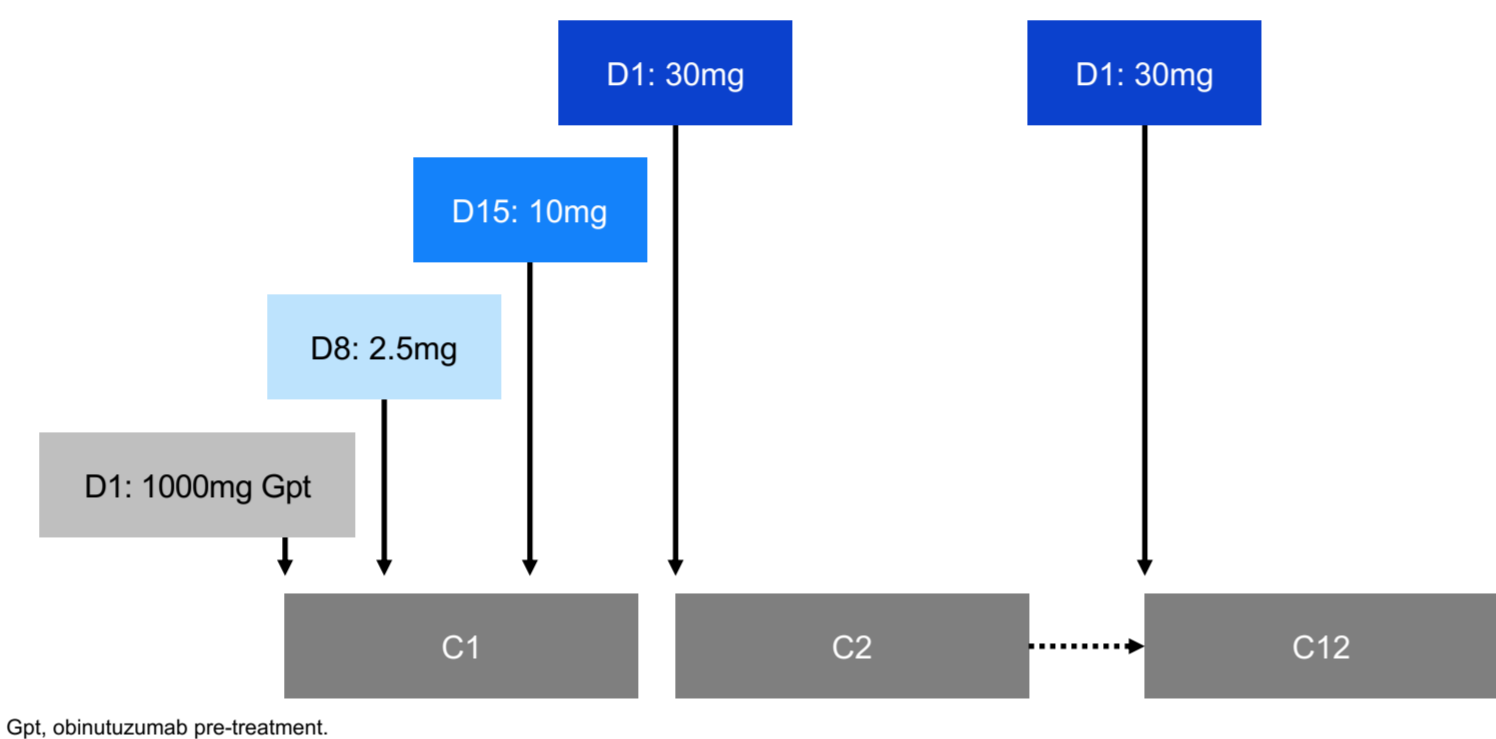 D1: 30mg
D1: 30mg
D15: 10mg
D8: 2.5mg
D1: 1000mg Gpt
C1
C2
C12
Gpt, obinutuzumab pre-treatment.